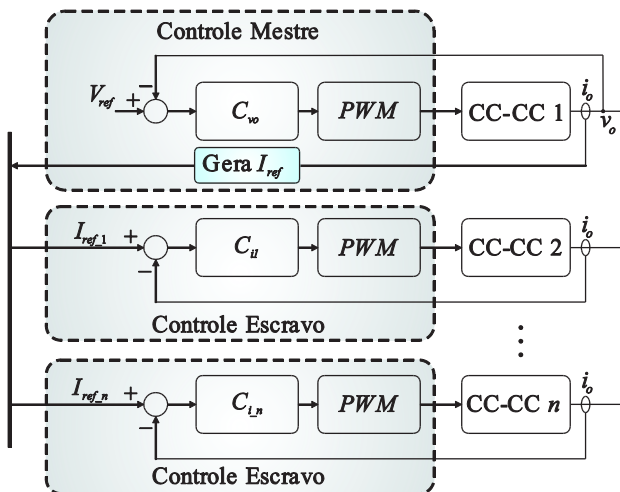 Controle Mestre
V_ref + − C_vo PWM CC-CC 1 i_o v_o
Gera I_ref
I_ref_1 + − C_i1 PWM CC-CC 2 i_o
Controle Escravo
I_ref_n + − C_i_n PWM CC-CC n i_o
Controle Escravo